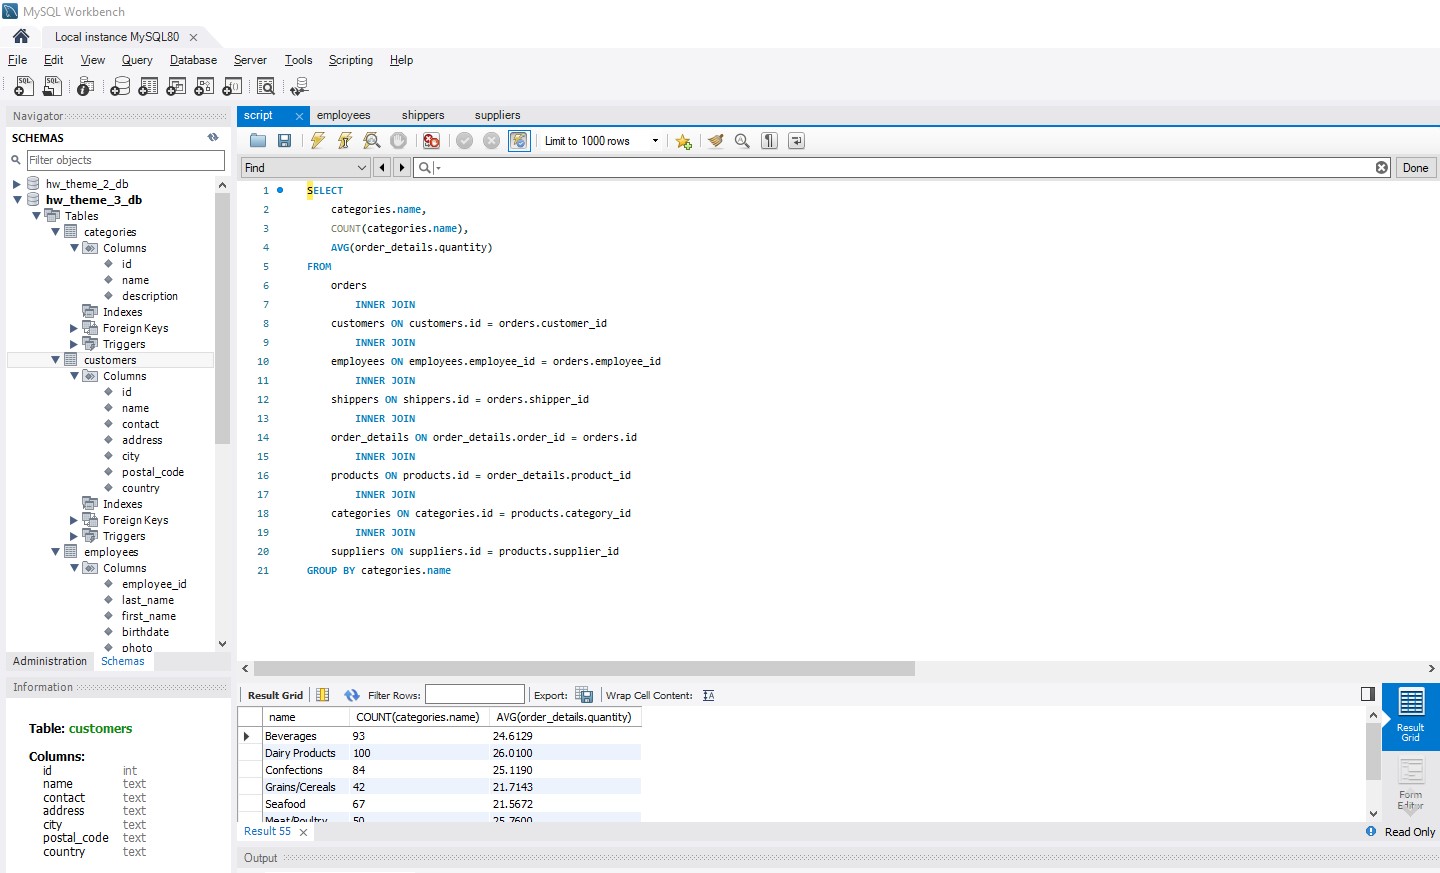 MySQL Workbench
Local instance MySQL80
File Edit View Query Database Server Tools Scripting Help
Navigator
SCHEMAS
Filter objects
hw_theme_2_db
hw_theme_3_db
Tables
categories
Columns
id
name
description
Indexes
Foreign Keys
Triggers
customers
Columns
id
name
contact
address
city
postal_code
country
Indexes
Foreign Keys
Triggers
employees
Columns
employee_id
last_name
first_name
birthdate
photo
Administration Schemas
Information
Table: customers
Columns:
id int
name text
contact text
address text
city text
postal_code text
country text
script employees shippers suppliers
Limit to 1000 rows
Find Done
1 SELECT
2 categories.name,
3 COUNT(categories.name),
4 AVG(order_details.quantity)
5 FROM
6 orders
7 INNER JOIN
8 customers ON customers.id = orders.customer_id
9 INNER JOIN
10 employees ON employees.employee_id = orders.employee_id
11 INNER JOIN
12 shippers ON shippers.id = orders.shipper_id
13 INNER JOIN
14 order_details ON order_details.order_id = orders.id
15 INNER JOIN
16 products ON products.id = order_details.product_id
17 INNER JOIN
18 categories ON categories.id = products.category_id
19 INNER JOIN
20 suppliers ON suppliers.id = products.supplier_id
21 GROUP BY categories.name
Result Grid Filter Rows: Export: Wrap Cell Content:
name COUNT(categories.name) AVG(order_details.quantity)
Beverages 93 24.6129
Dairy Products 100 26.0100
Confections 84 25.1190
Grains/Cereals 42 21.7143
Seafood 67 21.5672
Meat/Poultry 50 25.7600
Result
Grid
Form
Editor
Result 55
Read Only
Output